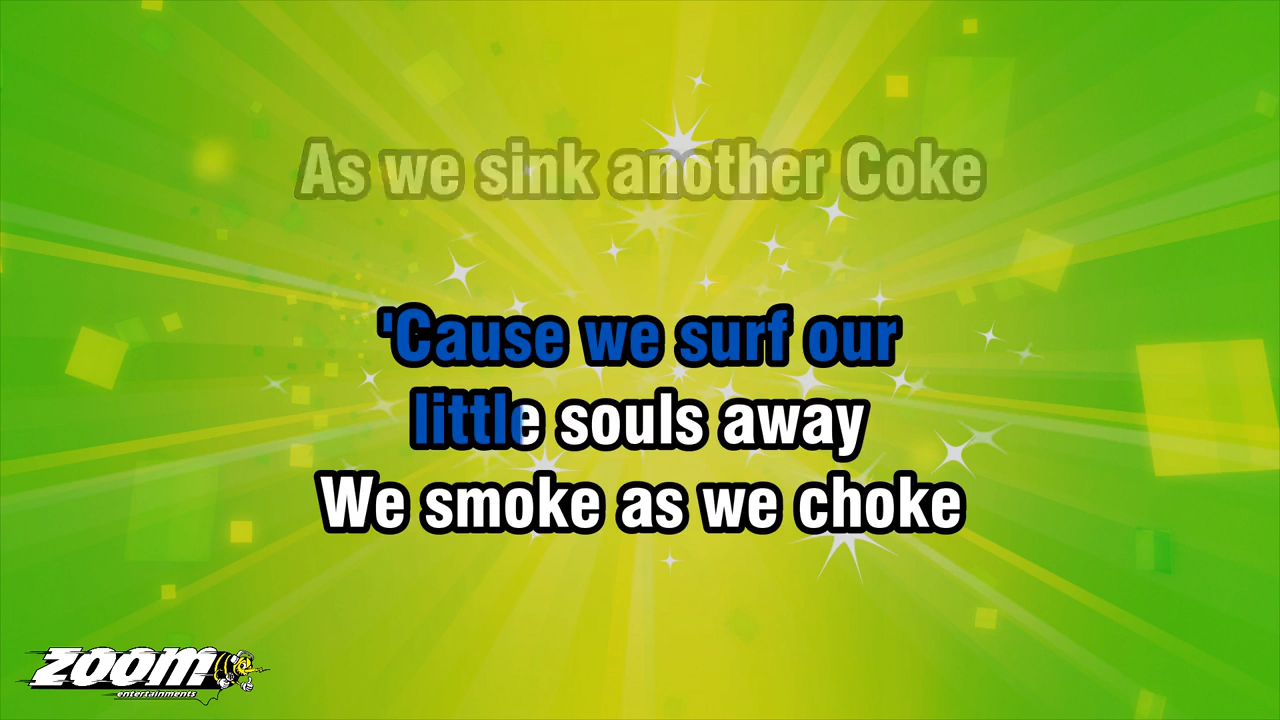 As we sink another Coke
'Cause we surf our
little souls away
We smoke as we choke
zoom
entertainments